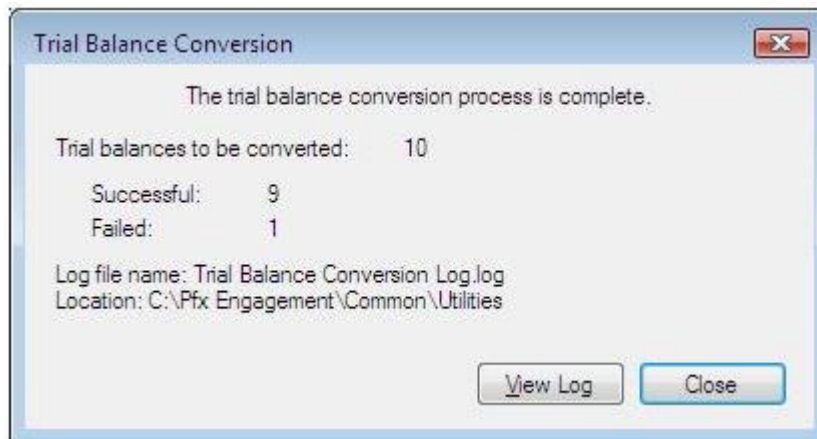 Trial Balance Conversion
The trial balance conversion process is complete.
Trial balances to be converted: 10
Successful: 9
Failed: 1
Log file name: Trial Balance Conversion Log.log
Location: C:\Pfx Engagement\Common\Utilities
View Log Close